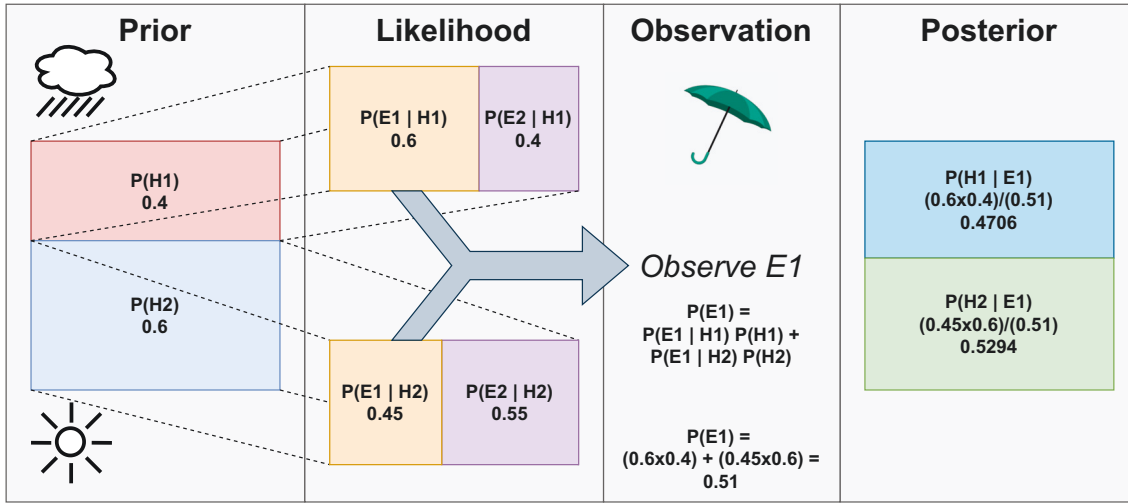 Prior
Likelihood
Observation
Posterior
P(H1)
0.4
P(H2)
0.6
P(E1 | H1)
0.6
P(E2 | H1)
0.4
P(E1 | H2)
0.45
P(E2 | H2)
0.55
Observe E1
P(E1) =
P(E1 | H1) P(H1) +
P(E1 | H2) P(H2)
P(E1) =
(0.6x0.4) + (0.45x0.6) =
0.51
P(H1 | E1)
(0.6x0.4)/(0.51)
0.4706
P(H2 | E1)
(0.45x0.6)/(0.51)
0.5294